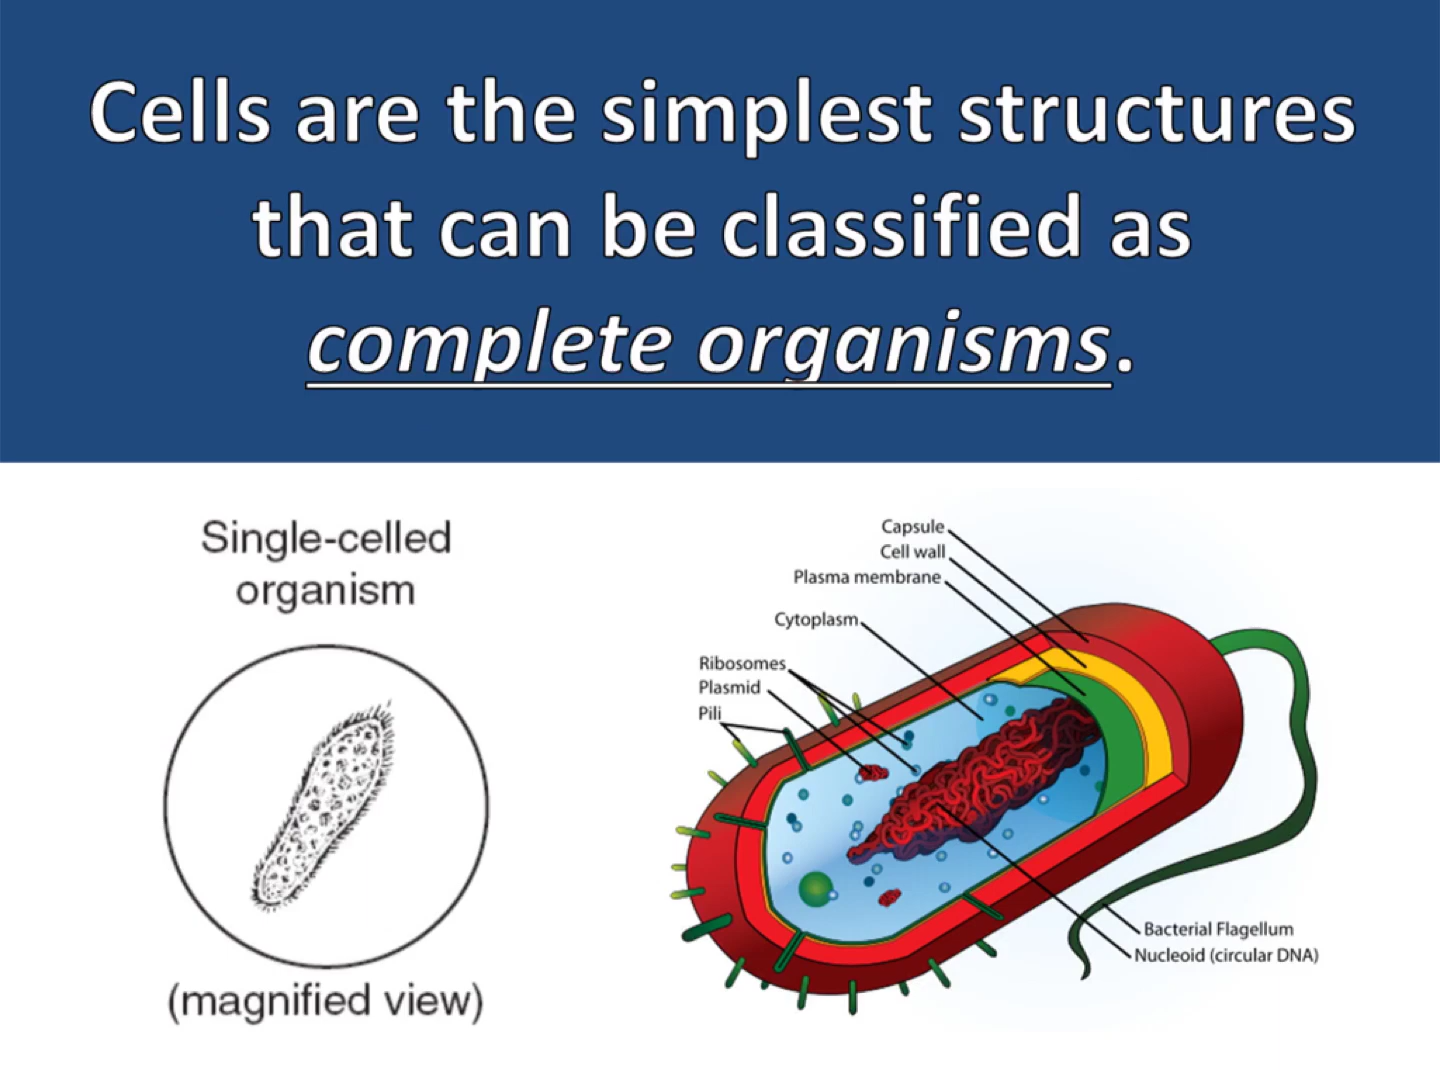 Cells are the simplest structures
that can be classified as
complete organisms.
Single-celled
organism
(magnified view)
Capsule
Cell wall
Plasma membrane
Cytoplasm
Ribosomes
Plasmid
Pili
Bacterial Flagellum
Nucleoid (circular DNA)